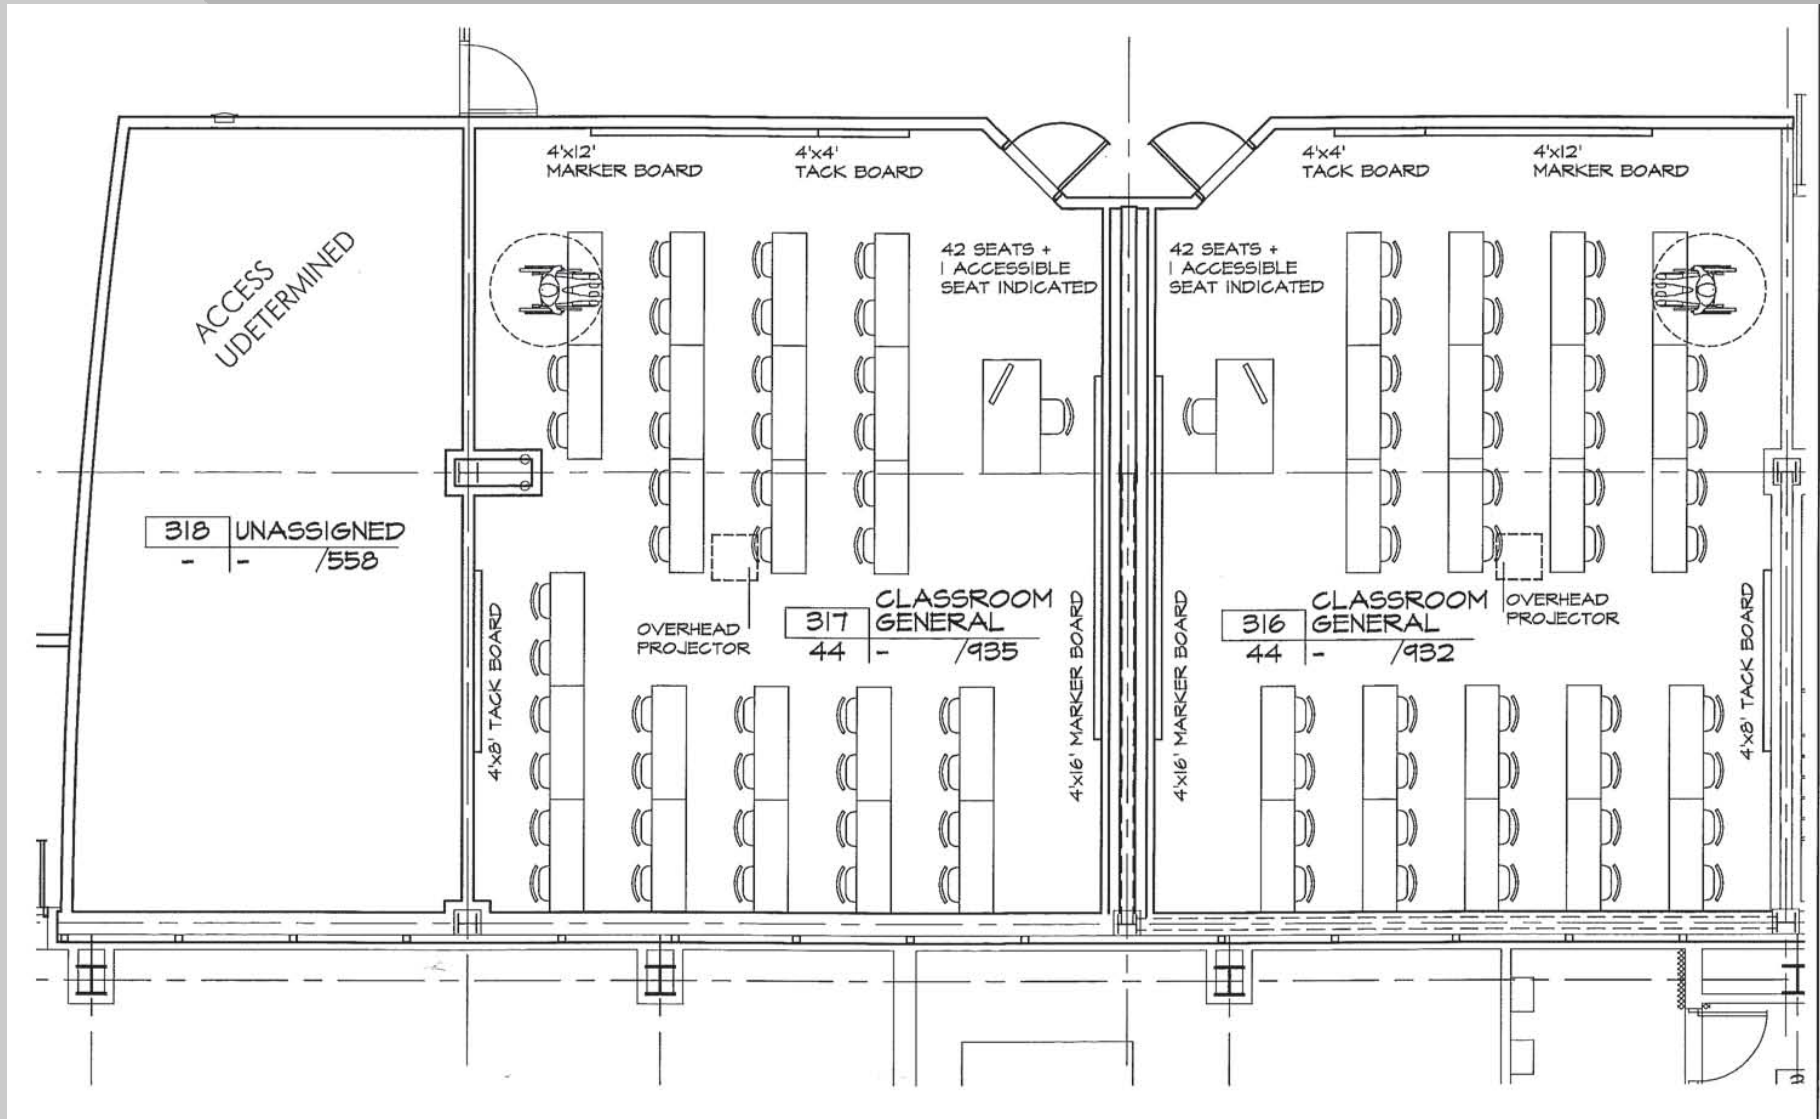 4'x12'
MARKER BOARD
4'x4'
TACK BOARD
4'x4'
TACK BOARD
4'x12'
MARKER BOARD
ACCESS
UDETERMINED
42 SEATS +
1 ACCESSIBLE
SEAT INDICATED
42 SEATS +
1 ACCESSIBLE
SEAT INDICATED
318 UNASSIGNED
- - /558
4'x8' TACK BOARD
OVERHEAD
PROJECTOR
317 CLASSROOM
GENERAL
44 - /935
4'x16' MARKER BOARD
4'x16' MARKER BOARD
316 CLASSROOM
GENERAL
44 - /932
OVERHEAD
PROJECTOR
4'x8' TACK BOARD